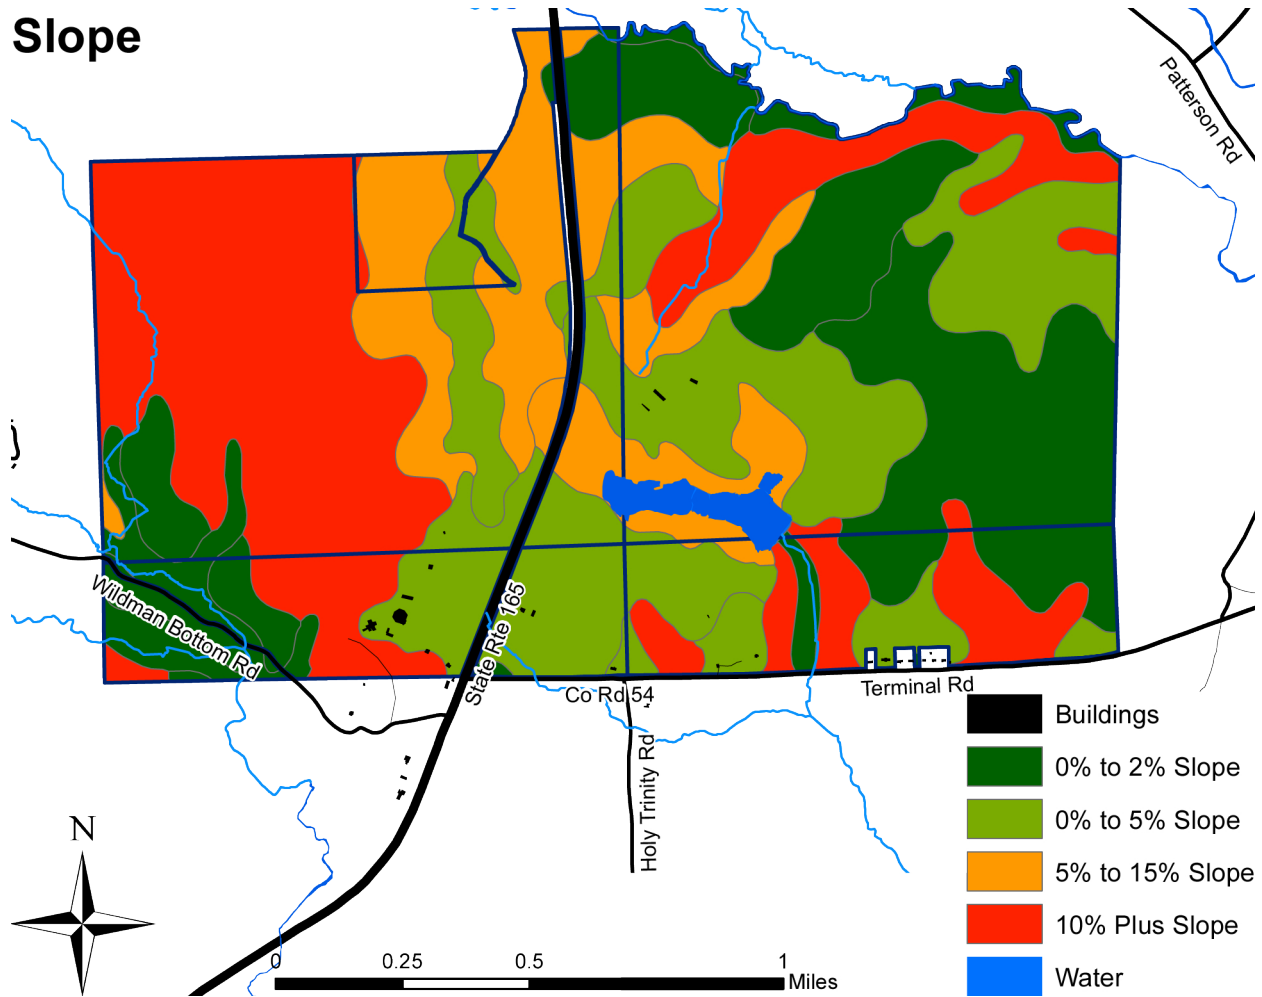 Slope
Patterson Rd
Wildman Bottom Rd
State Rte 165
Co Rd 54
Terminal Rd
Holy Trinity Rd
Buildings
0% to 2% Slope
0% to 5% Slope
5% to 15% Slope
10% Plus Slope
Water
N
0 0.25 0.5 1
Miles